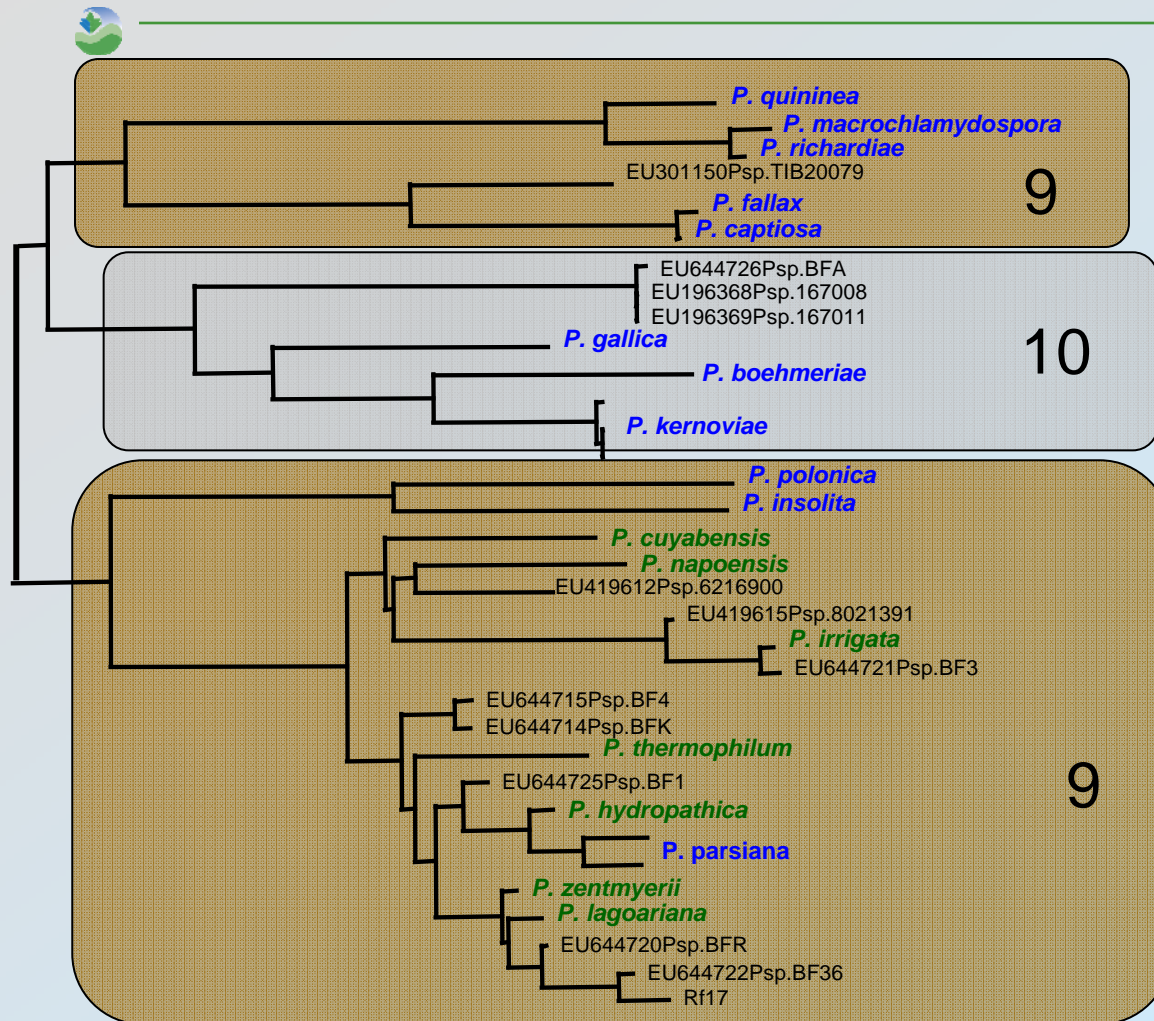 P. quininea
P. macrochlamydospora
P. richardiae
EU301150Psp.TIB20079
9
P. fallax
P. captiosa
EU644726Psp.BFA
EU196368Psp.167008
EU196369Psp.167011
P. gallica
10
P. boehmeriae
P. kernoviae
P. polonica
P. insolita
P. cuyabensis
P. napoensis
EU419612Psp.6216900
EU419615Psp.8021391
P. irrigata
EU644721Psp.BF3
EU644715Psp.BF4
EU644714Psp.BFK
P. thermophilum
EU644725Psp.BF1
9
P. hydropathica
P. parsiana
P. zentmyerii
P. lagoariana
EU644720Psp.BFR
EU644722Psp.BF36
Rf17